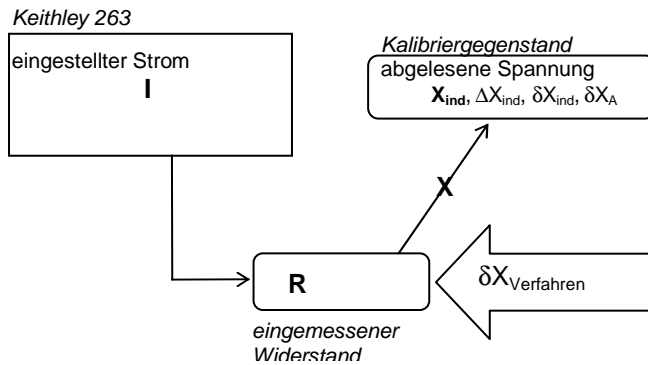 Keithley 263
eingestellter Strom
I
Kalibriergegenstand
abgelesene Spannung
Xind, ΔXind, δXind, δXA
X
R
δXVerfahren
eingemessener
Widerstand